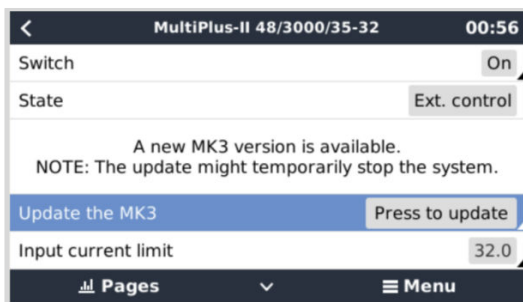 MultiPlus-II 48/3000/35-32 00:56
Switch On
State Ext. control
A new MK3 version is available.
NOTE: The update might temporarily stop the system.
Update the MK3 Press to update
Input current limit 32.0
Pages Menu